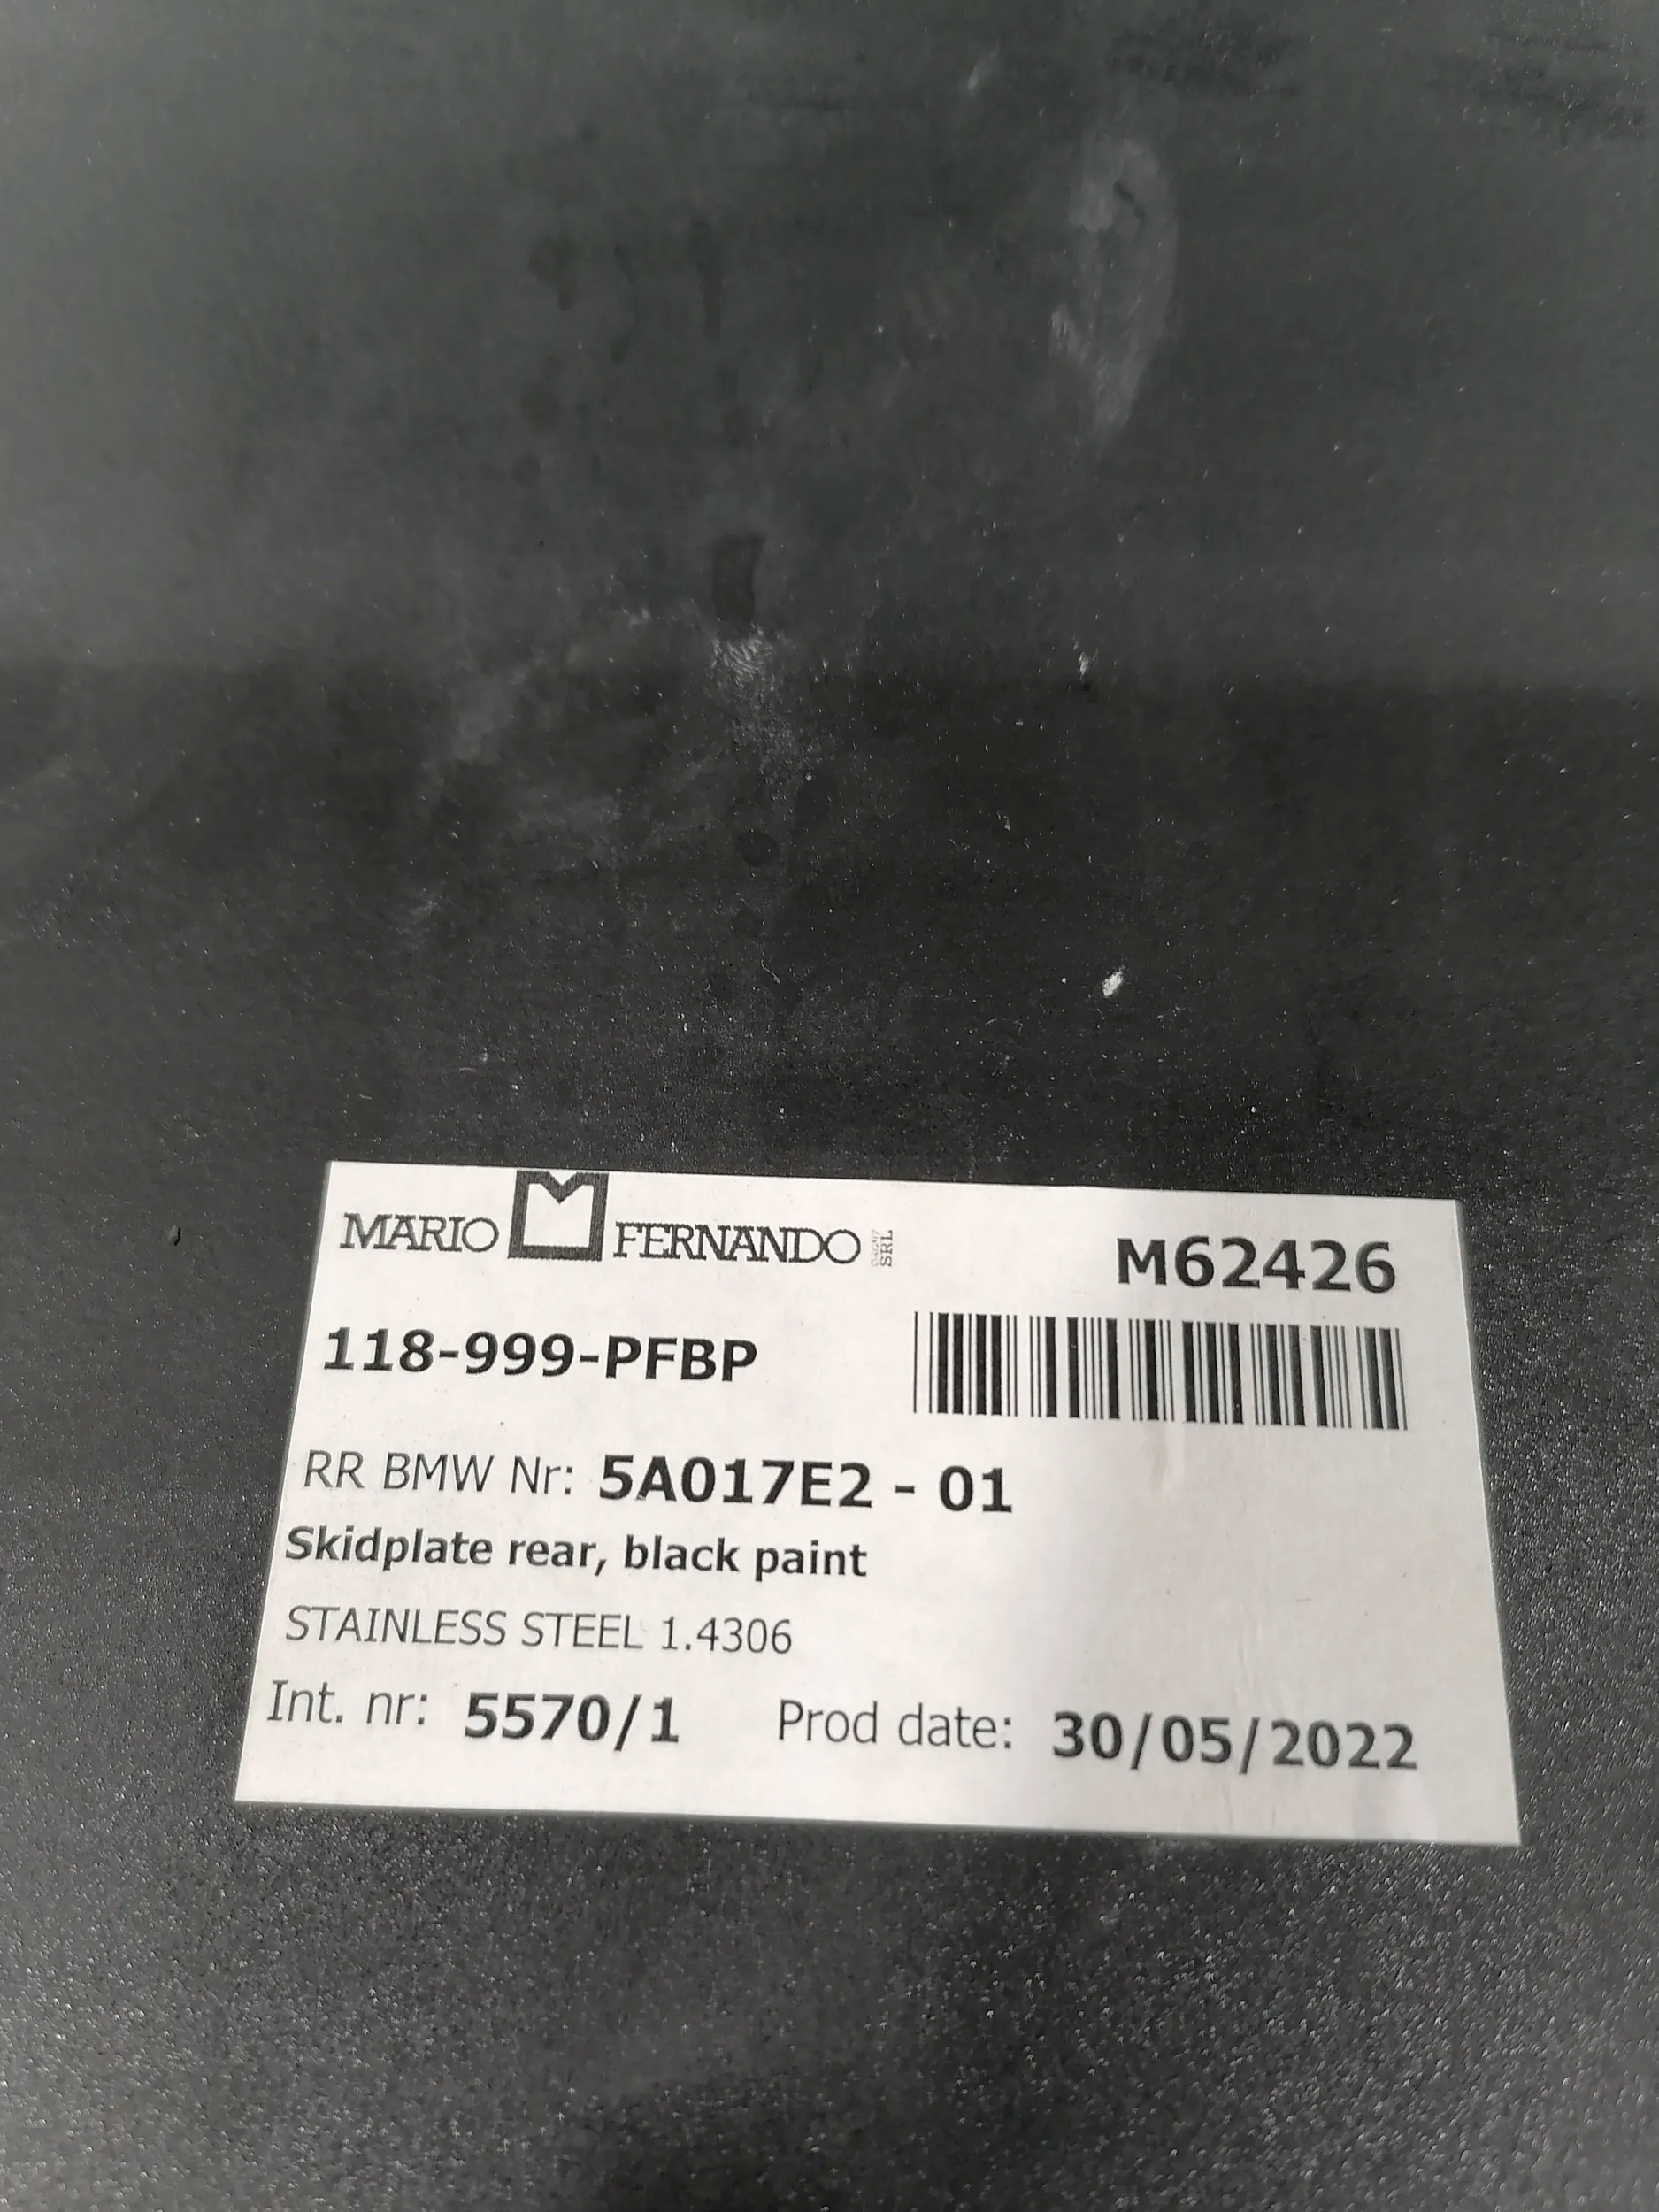 MARIO FERNANDO SRL
M62426
118-999-PFBP
RR BMW Nr: 5A017E2 - 01
Skidplate rear, black paint
STAINLESS STEEL 1.4306
Int. nr: 5570/1 Prod date: 30/05/2022